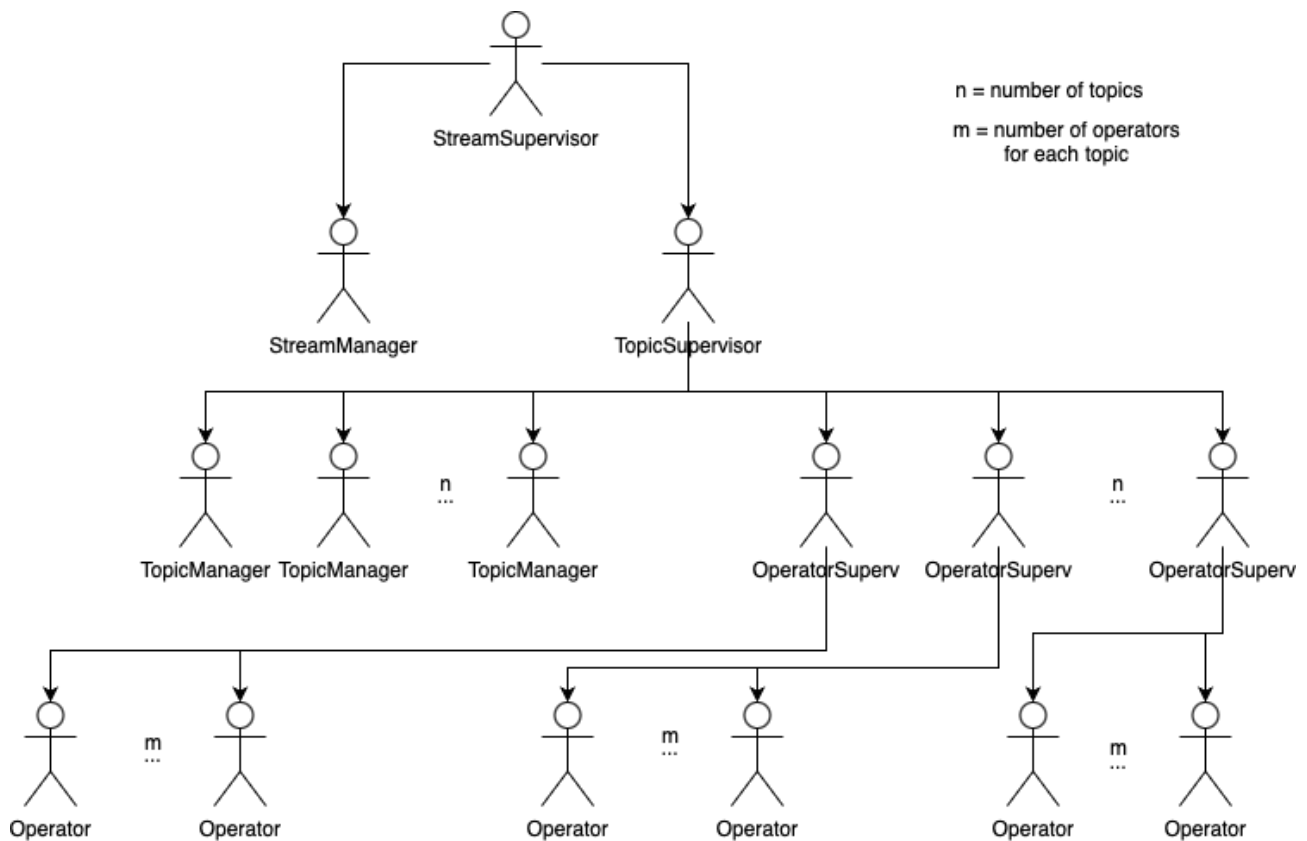 n = number of topics
m = number of operators
for each topic
StreamSupervisor
StreamManager
TopicSupervisor
n
...
n
...
TopicManager
TopicManager
TopicManager
OperatorSuperv
OperatorSuperv
OperatorSuperv
m
...
m
...
m
...
Operator
Operator
Operator
Operator
Operator
Operator